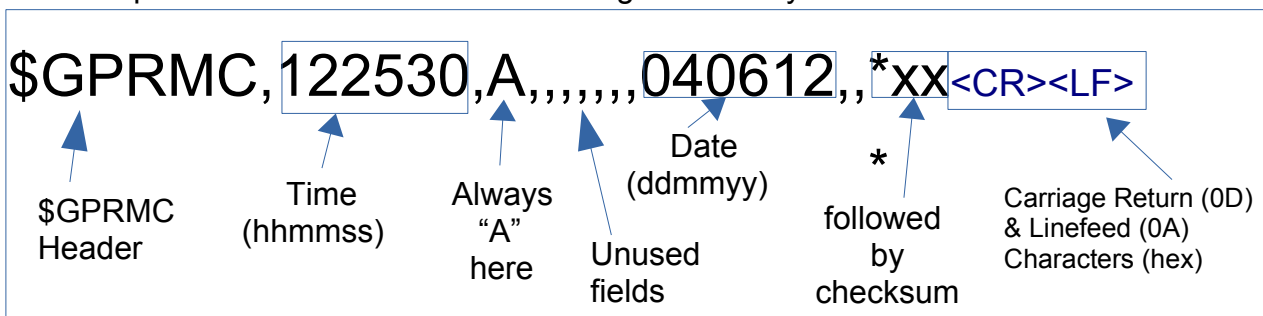 $GPRMC,122530,A,,,,,,,040612,,*xx<CR><LF>
$GPRMC
Header
Time
(hhmmss)
Always
“A”
here
Unused
fields
Date
(ddmmyy)
*
followed
by
checksum
Carriage Return (0D)
& Linefeed (0A)
Characters (hex)